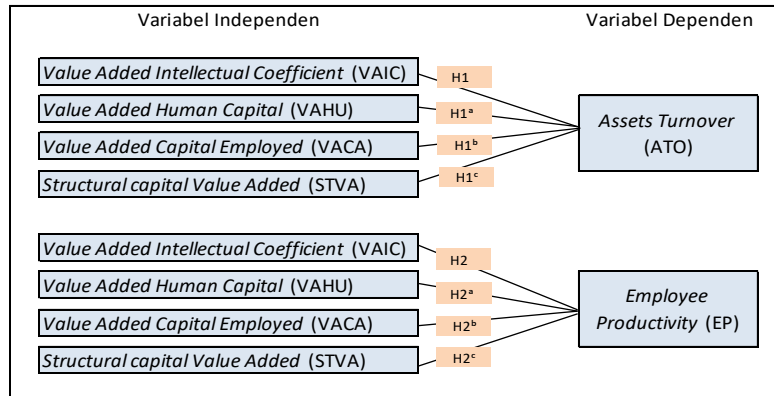 Variabel Independen
Variabel Dependen
Value Added Intellectual Coefficient (VAIC)
H1
Value Added Human Capital (VAHU)
H1ᵃ
Assets Turnover
(ATO)
Value Added Capital Employed (VACA)
H1ᵇ
Structural capital Value Added (STVA)
H1ᶜ
Value Added Intellectual Coefficient (VAIC)
H2
Value Added Human Capital (VAHU)
H2ᵃ
Employee
Productivity (EP)
Value Added Capital Employed (VACA)
H2ᵇ
Structural capital Value Added (STVA)
H2ᶜ